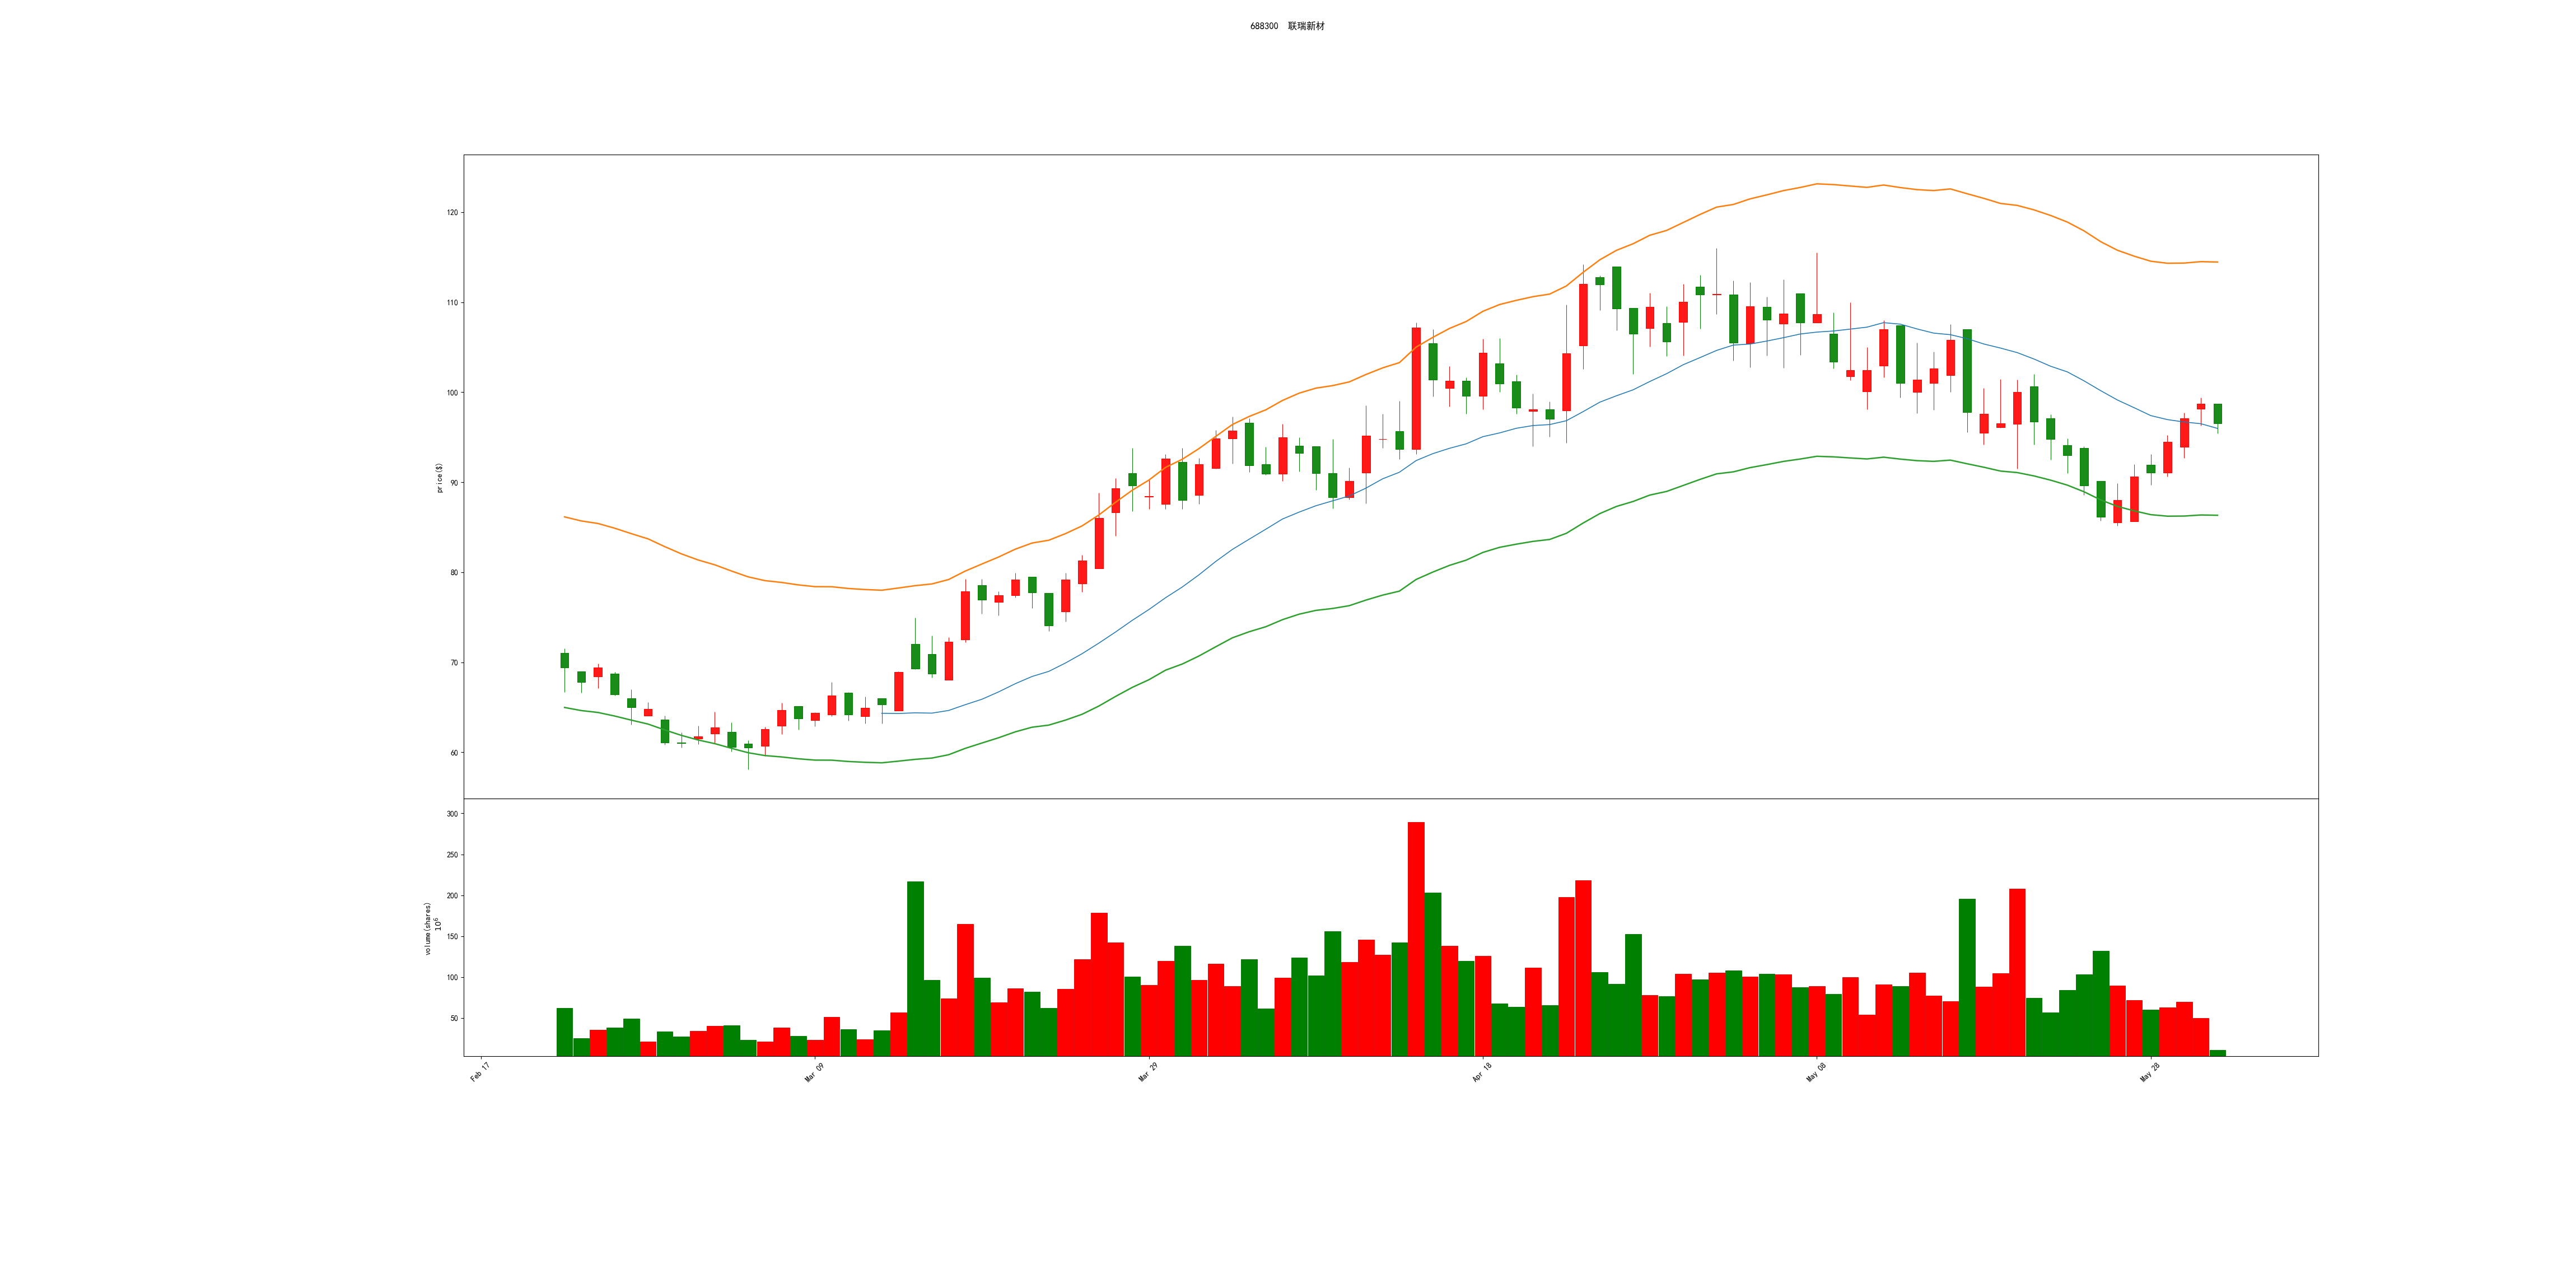 688300 联瑞新材
120
110
100
90
80
70
60
price($)
300
250
200
150
100
50
volume(shares)
10^6
Feb 17
Mar 09
Mar 29
Apr 18
May 08
May 28